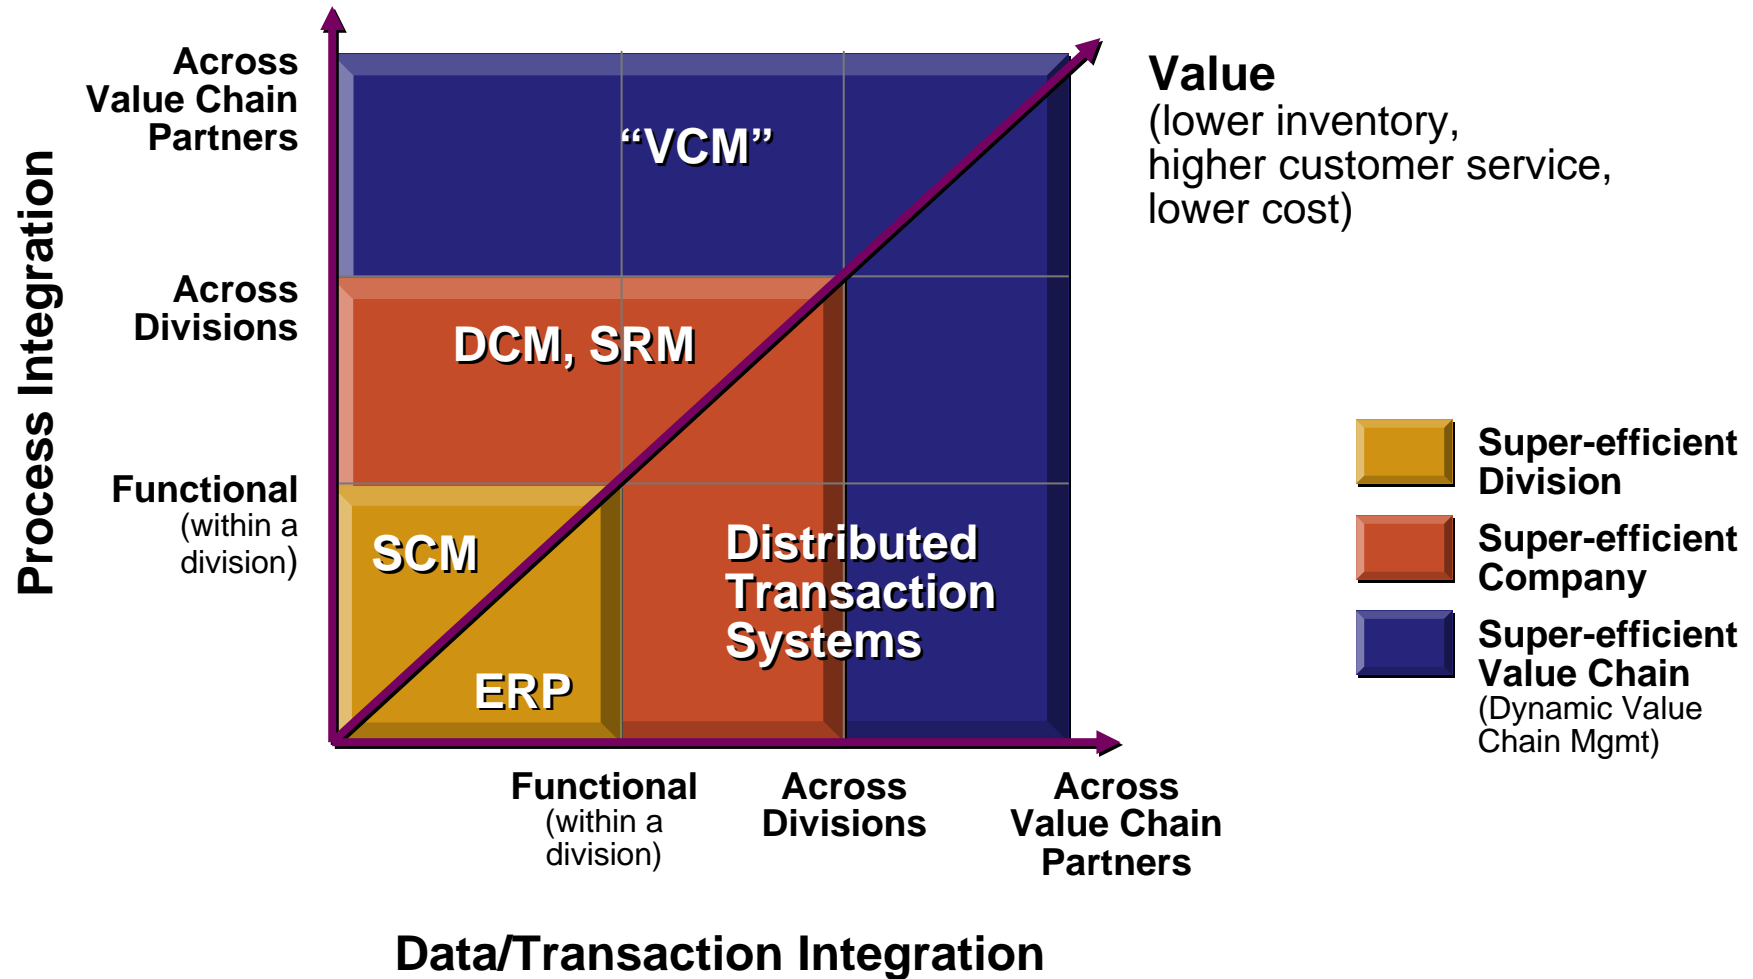 Process Integration
Across
Value Chain
Partners
Across
Divisions
Functional
(within a
division)
“VCM”
DCM, SRM
SCM
ERP
Distributed
Transaction
Systems
Value
(lower inventory,
higher customer service,
lower cost)
Super-efficient
Division
Super-efficient
Company
Super-efficient
Value Chain
(Dynamic Value
Chain Mgmt)
Functional
(within a
division)
Across
Divisions
Across
Value Chain
Partners
Data/Transaction Integration